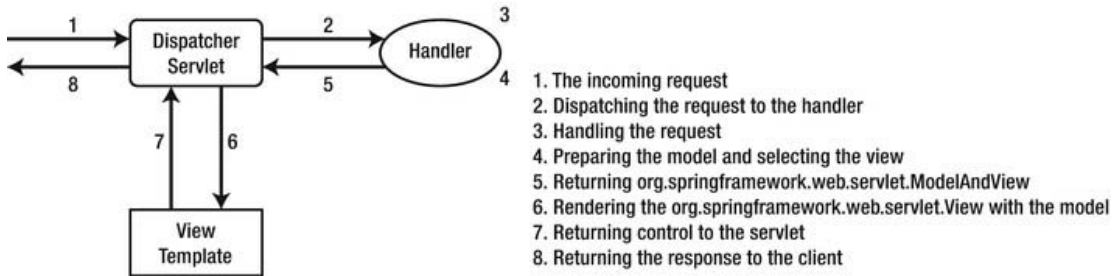 1
2
3
Dispatcher
Servlet
Handler
8
5
4
7
6
View
Template
1. The incoming request
2. Dispatching the request to the handler
3. Handling the request
4. Preparing the model and selecting the view
5. Returning org.springframework.web.servlet.ModelAndView
6. Rendering the org.springframework.web.servlet.View with the model
7. Returning control to the servlet
8. Returning the response to the client